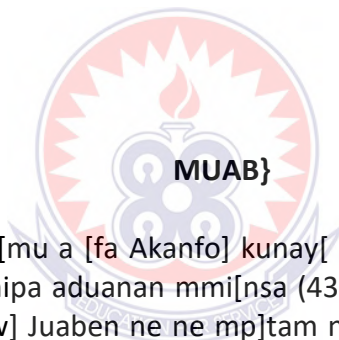 MUAB}
[mu a [fa Akanfo] kunay[
nipa aduanan mmi[nsa (43
w] Juaben ne ne mp]tam n